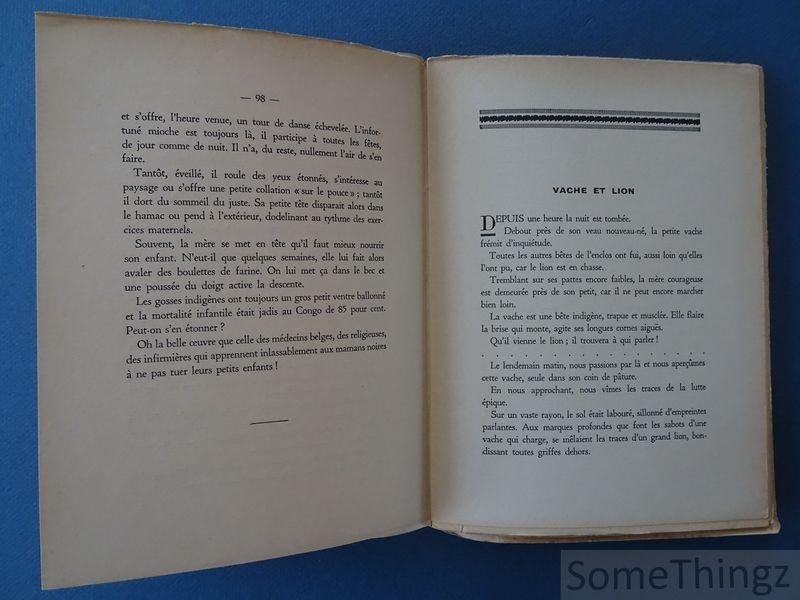 — 98 —
et s'offre, l'heure venue, un tour de danse échevelée. L'infor-
tuné mioche est toujours là, il participe à toutes les fêtes,
de jour comme de nuit. Il n'a, du reste, nullement l'air de s'en
faire.
Tantôt, éveillé, il roule des yeux étonnés, s'intéresse au
paysage ou s'offre une petite collation « sur le pouce » ; tantôt
il dort du sommeil du juste. Sa petite tête disparait alors dans
le hamac ou pend à l'extérieur, dodelinant au rythme des exer-
cices maternels.
Souvent, la mère se met en tête qu'il faut mieux nourrir
son enfant. N'eut-il que quelques semaines, elle lui fait alors
avaler des boulettes de farine. On lui met ça dans le bec et
une poussée du doigt active la descente.
Les gosses indigènes ont toujours un gros petit ventre ballonné
et la mortalité infantile était jadis au Congo de 85 pour cent.
Peut-on s'en étonner ?
Oh la belle œuvre que celle des médecins belges, des religieuses,
des infirmières qui apprennent inlassablement aux mamans noires
à ne pas tuer leurs petits enfants !
VACHE ET LION
DEPUIS une heure la nuit est tombée.
Debout près de son veau nouveau-né, la petite vache
frémit d'inquiétude.
Toutes les autres bêtes de l'enclos ont fui, aussi loin qu'elles
l'ont pu, car le lion est en chasse.
Tremblant sur ses pattes encore faibles, la mère courageuse
est demeurée près de son petit, car il ne peut encore marcher
bien loin.
La vache est une bête indigène, trapue et musclée. Elle flaire
la brise qui monte, agite ses longues cornes aiguës.
Qu'il vienne le lion ; il trouvera à qui parler !
. . . . . . . . . . . . . . . . . .
Le lendemain matin, nous passions par là et nous aperçûmes
cette vache, seule dans son coin de pâture.
En nous approchant, nous vîmes les traces de la lutte
épique.
Sur un vaste rayon, le sol était labouré, sillonné d'empreintes
parlantes. Aux marques profondes que font les sabots d'une
vache qui charge, se mêlaient les traces d'un grand lion, bon-
dissant toutes griffes dehors.
SomeThingz